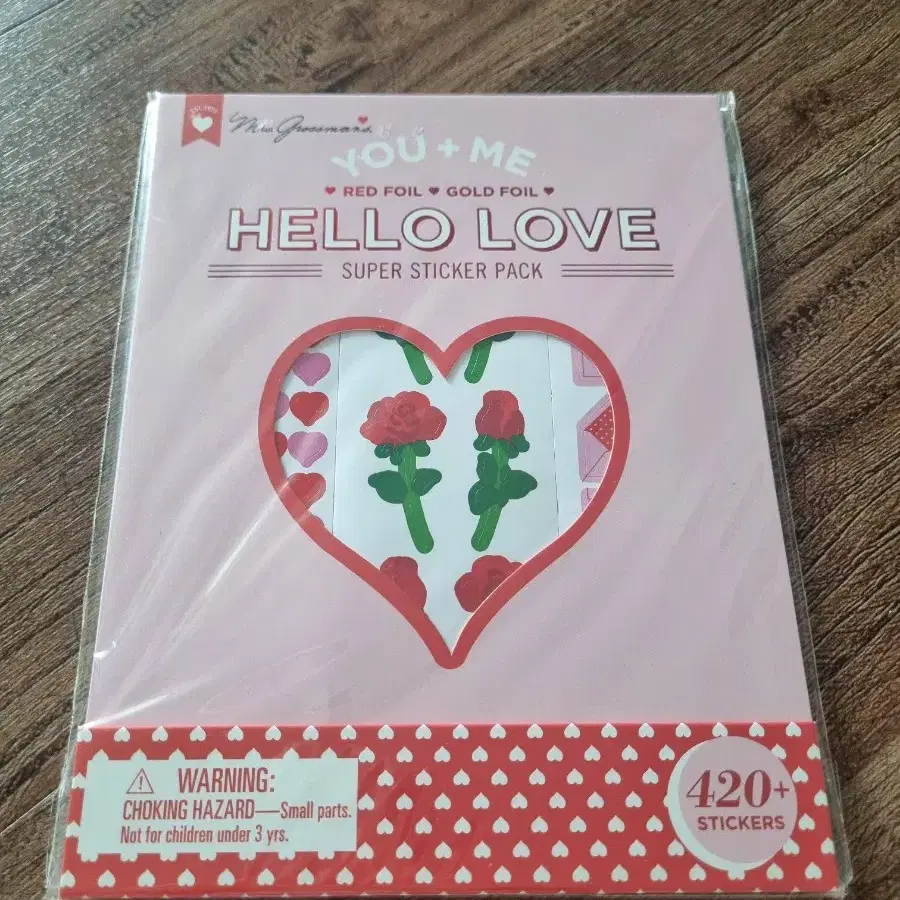 Mrs. Grossman's
YOU + ME
RED FOIL ♥ GOLD FOIL
HELLO LOVE
SUPER STICKER PACK
WARNING:
CHOKING HAZARD—Small parts.
Not for children under 3 yrs.
420+
STICKERS